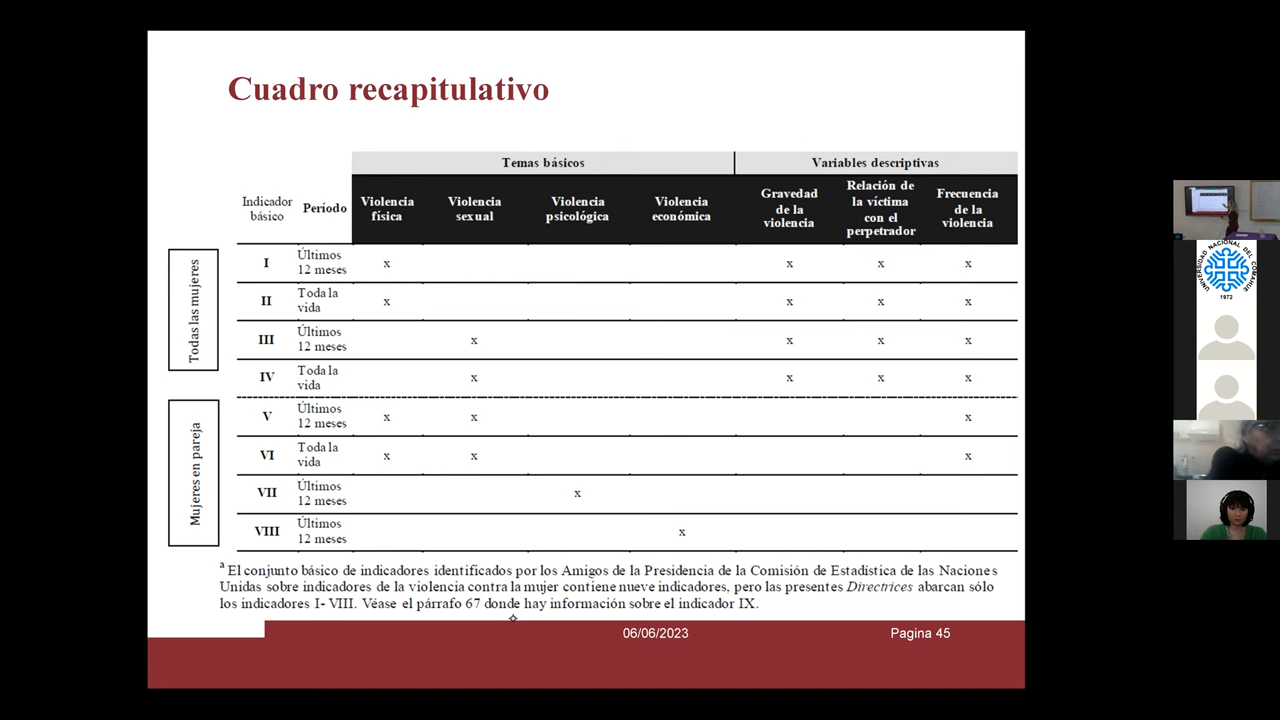 Cuadro recapitulativo
Temas básicos
Variables descriptivas
Indicador básico
Período
Violencia física
Violencia sexual
Violencia psicológica
Violencia económica
Gravedad de la violencia
Relación de la víctima con el perpetrador
Frecuencia de la violencia
Todas las mujeres
I Últimos 12 meses x x x x
II Toda la vida x x x x
III Últimos 12 meses x x x x
IV Toda la vida x x x x
Mujeres en pareja
V Últimos 12 meses x x x
VI Toda la vida x x x
VII Últimos 12 meses x
VIII Últimos 12 meses x
a El conjunto básico de indicadores identificados por los Amigos de la Presidencia de la Comisión de Estadística de las Naciones
Unidas sobre indicadores de la violencia contra la mujer contiene nueve indicadores, pero las presentes Directrices abarcan sólo
los indicadores I- VIII. Véase el párrafo 67 donde hay información sobre el indicador IX.
06/06/2023
Pagina 45
UNIVERSIDAD NACIONAL DEL COMAHUE
1972